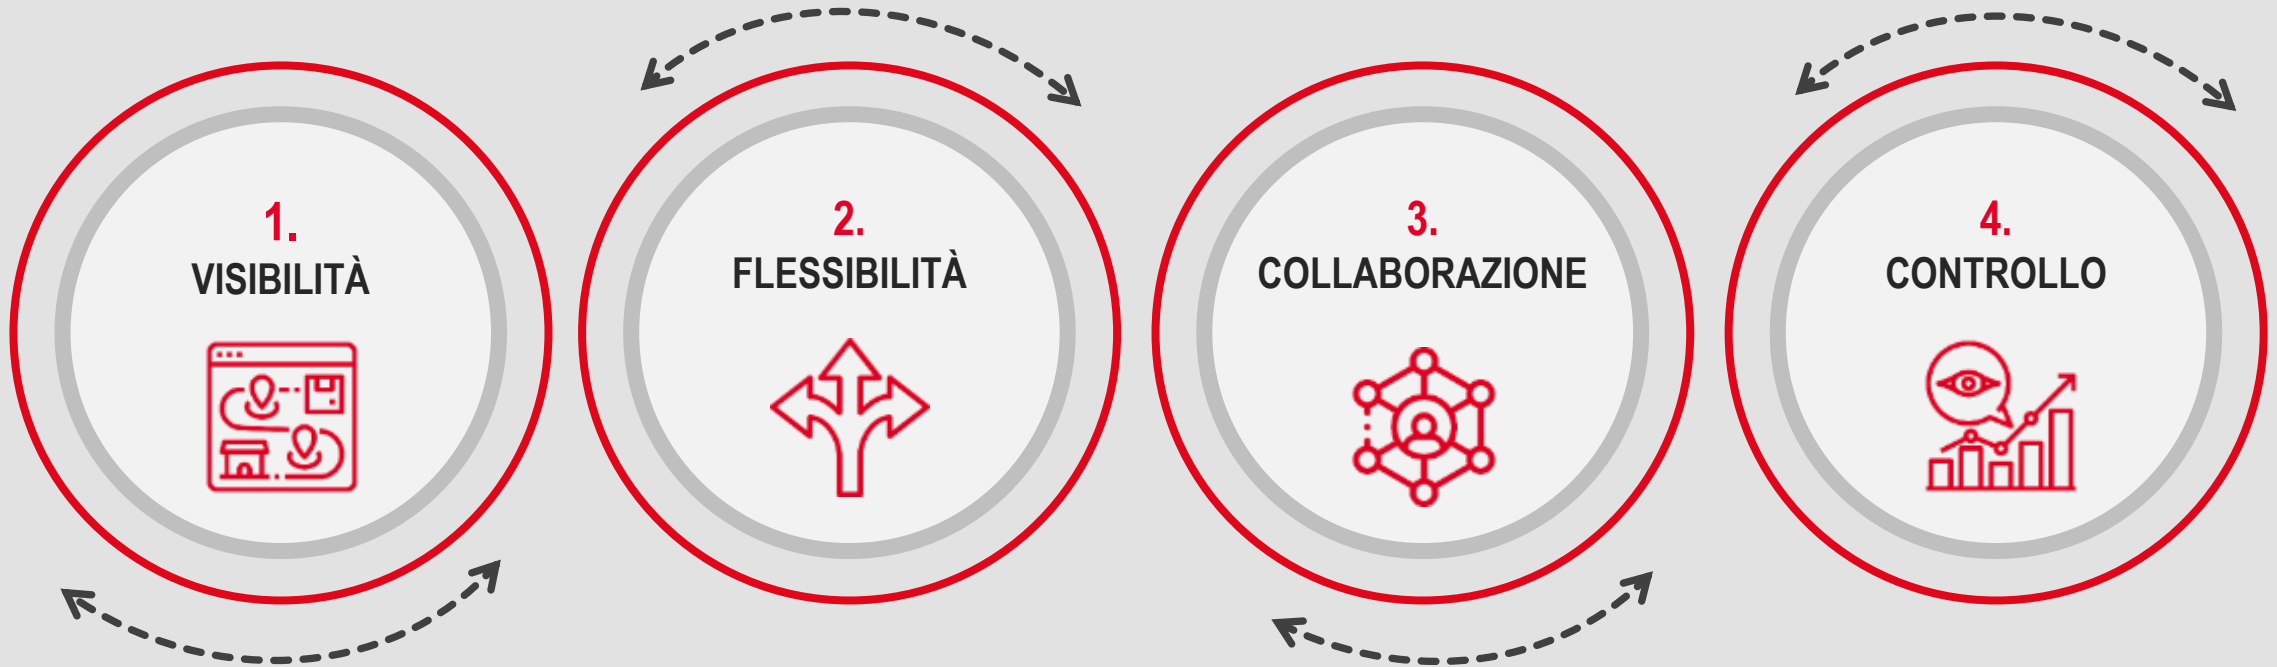 1.
VISIBILITÀ
2.
FLESSIBILITÀ
3.
COLLABORAZIONE
4.
CONTROLLO